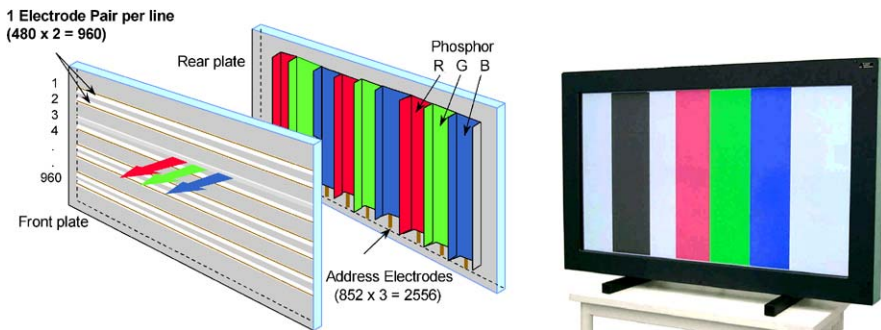 1 Electrode Pair per line
(480 x 2 = 960)
Rear plate
Phosphor
R G B
1
2
3
4
.
.
960
Front plate
Address Electrodes
(852 x 3 = 2556)